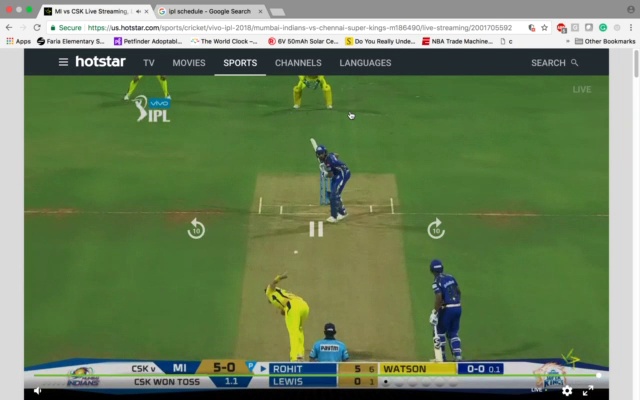 MI vs CSK Live Streaming,
ipl schedule - Google Search
Secure
https://us.hotstar.com/sports/cricket/vivo-ipl-2018/mumbai-indians-vs-chennai-super-kings-m186490/live-streaming/2001705592
Apps
Faria Elementary S...
Petfinder Adoptabl...
The World Clock —...
6V 50mAh Solar Ce...
Do You Really Unde...
NBA Trade Machine...
c
Other Bookmarks
hotstar
TV
MOVIES
SPORTS
CHANNELS
LANGUAGES
SEARCH
LIVE
vivo
IPL
10
10
PAYTM
CSK v MI 5-0 P
ROHIT 5 6
WATSON 0-0 0.1
CSK WON TOSS 1.1
LEWIS 0 1
INDIANS
KINGS
LIVE